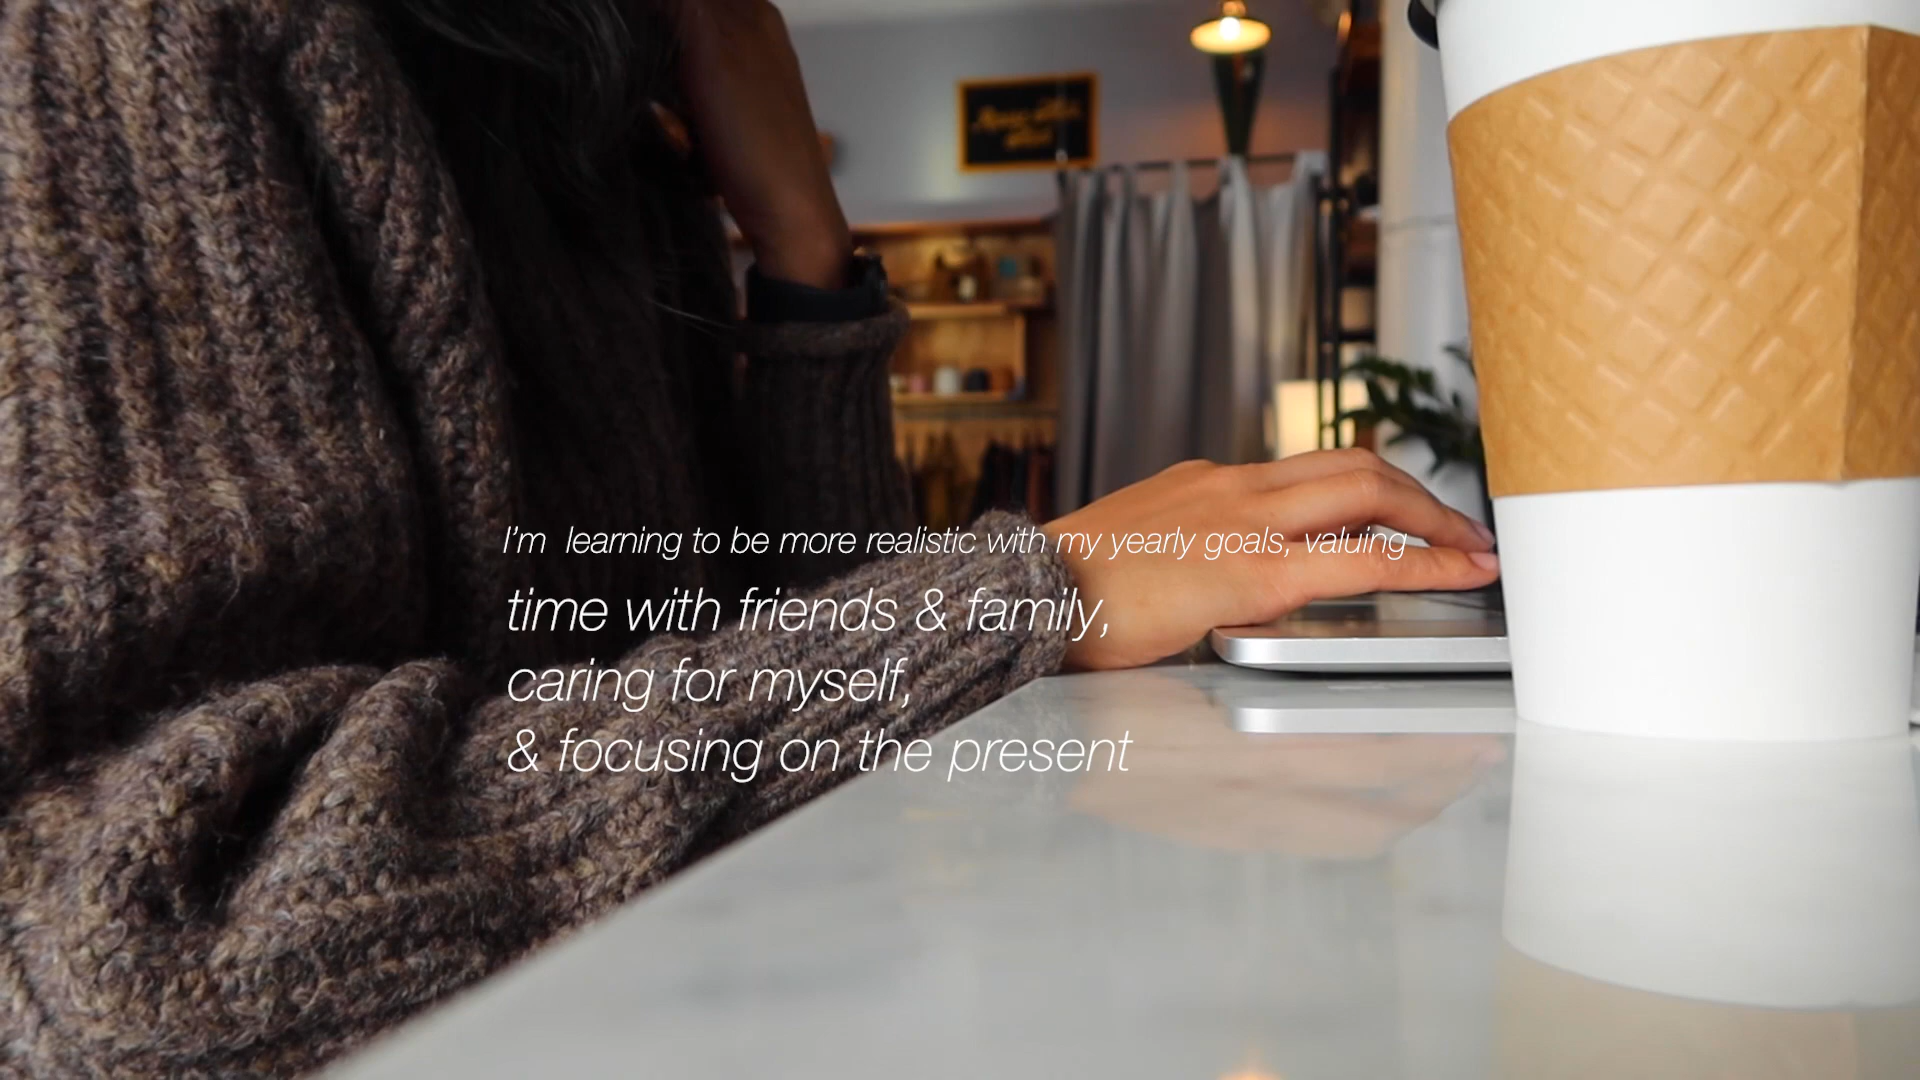 I'm learning to be more realistic with my yearly goals, valuing
time with friends & family,
caring for myself,
& focusing on the present